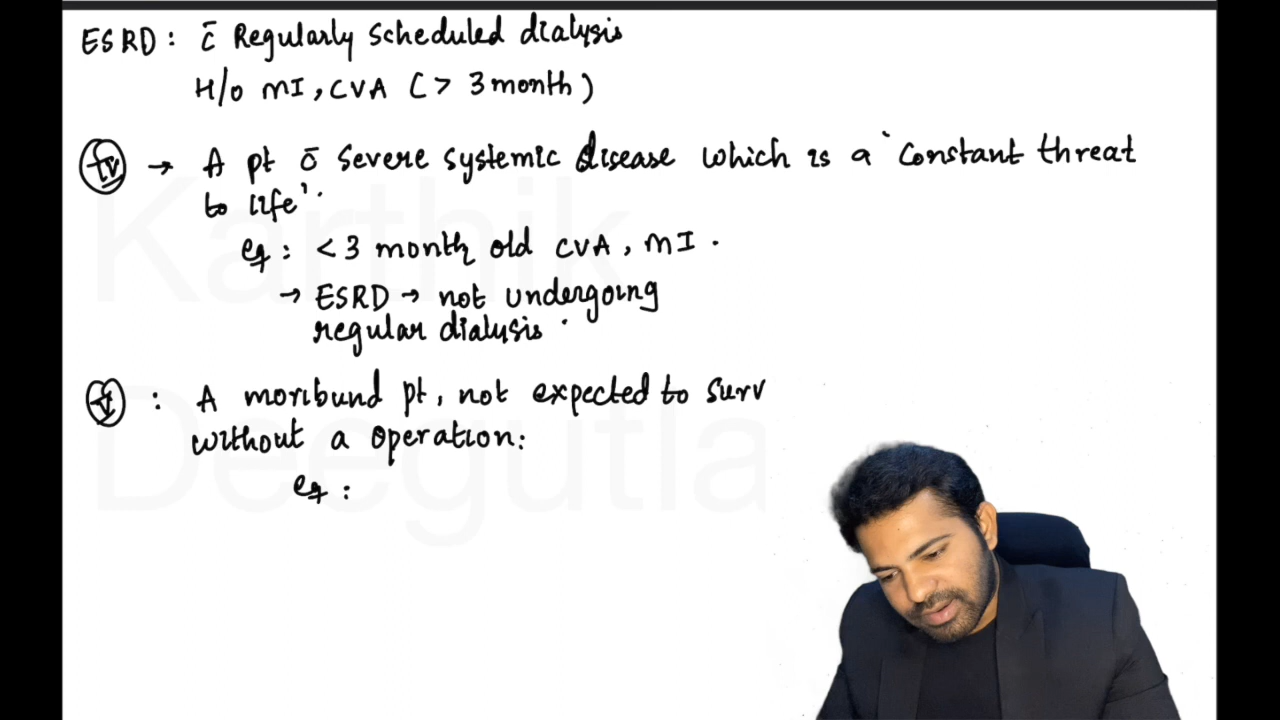 ESRD : c̄ Regularly scheduled dialysis
H/o MI, CVA ( > 3 month )
IV → A pt c̄ severe systemic disease which is a 'constant threat
to life'.
eg : < 3 month old CVA, MI .
→ ESRD → not undergoing
regular dialysis .
V : A moribund pt, not expected to surv
without a operation :
eg :
Karthik
Deegutla